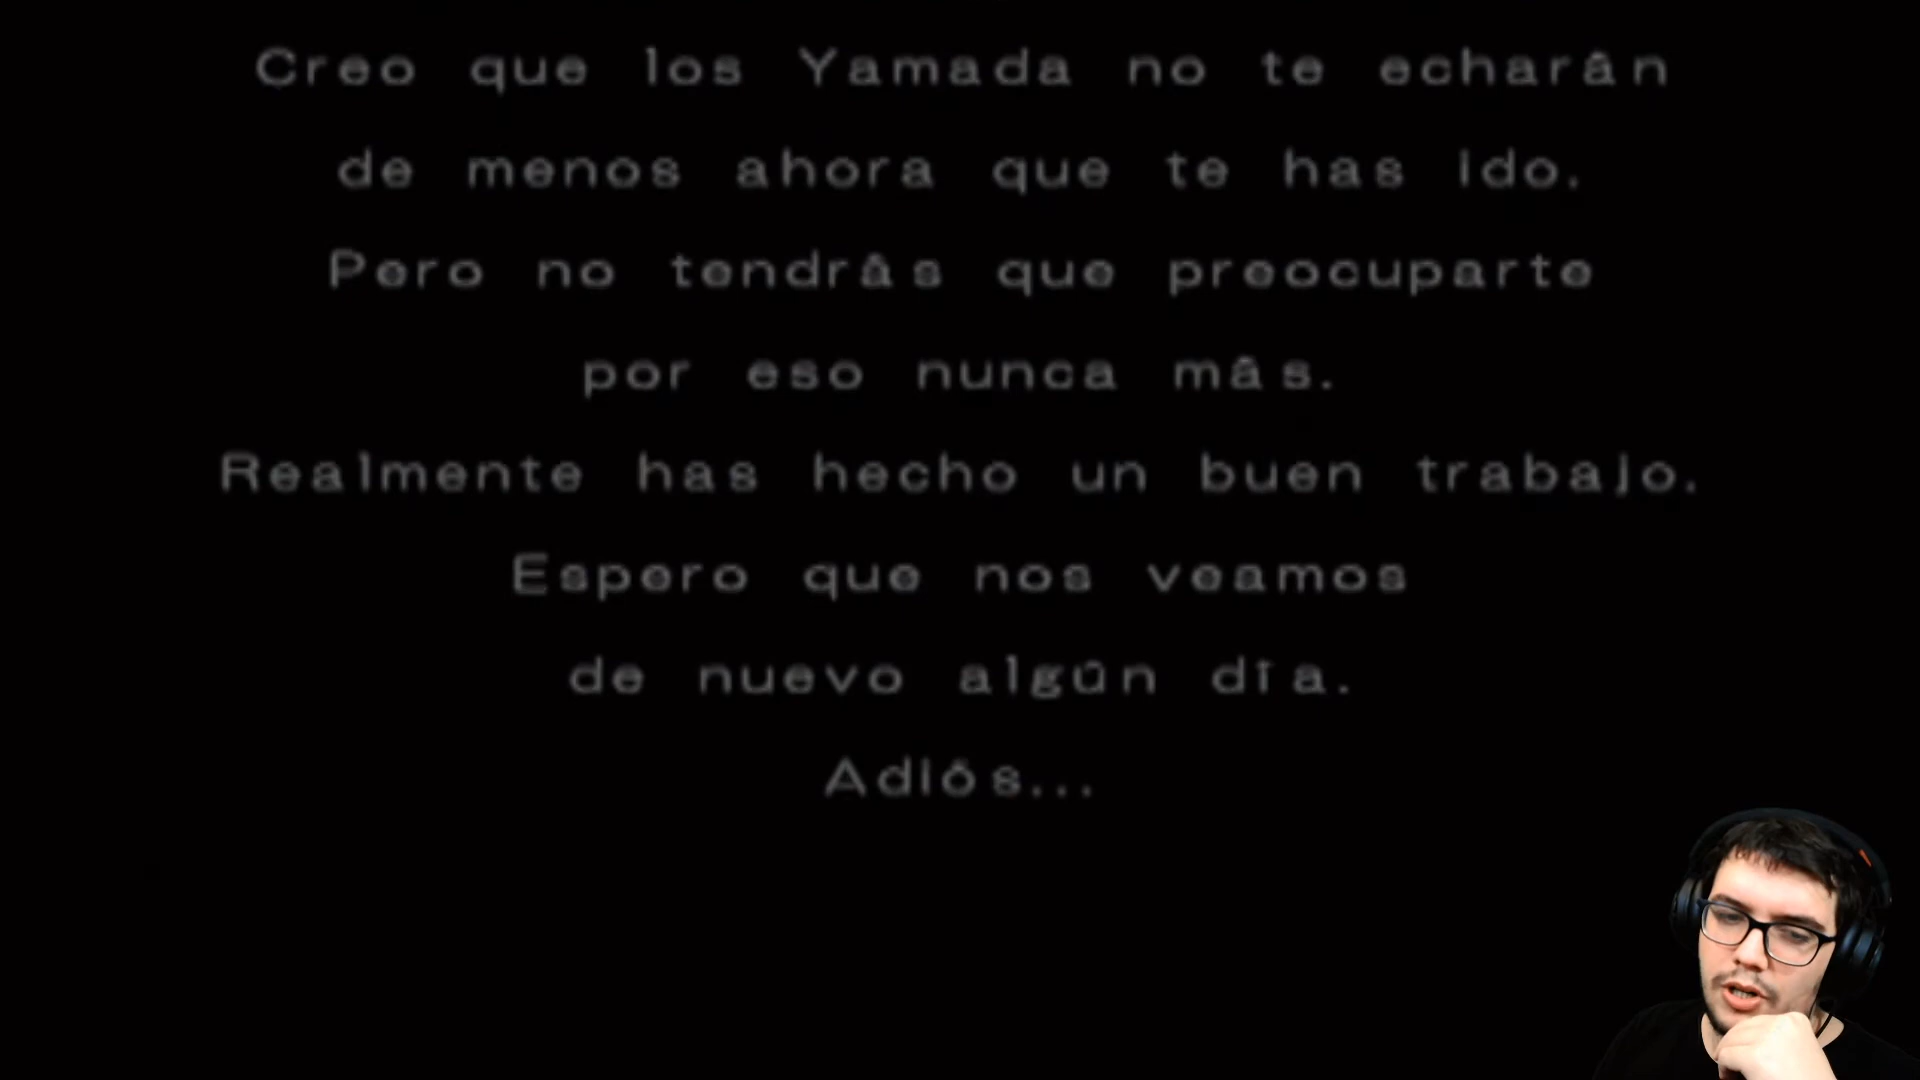 Creo que los Yamada no te echarán
de menos ahora que te has ido.
Pero no tendrás que preocuparte
por eso nunca más.
Realmente has hecho un buen trabajo.
Espero que nos veamos
de nuevo algún día.
Adiós...